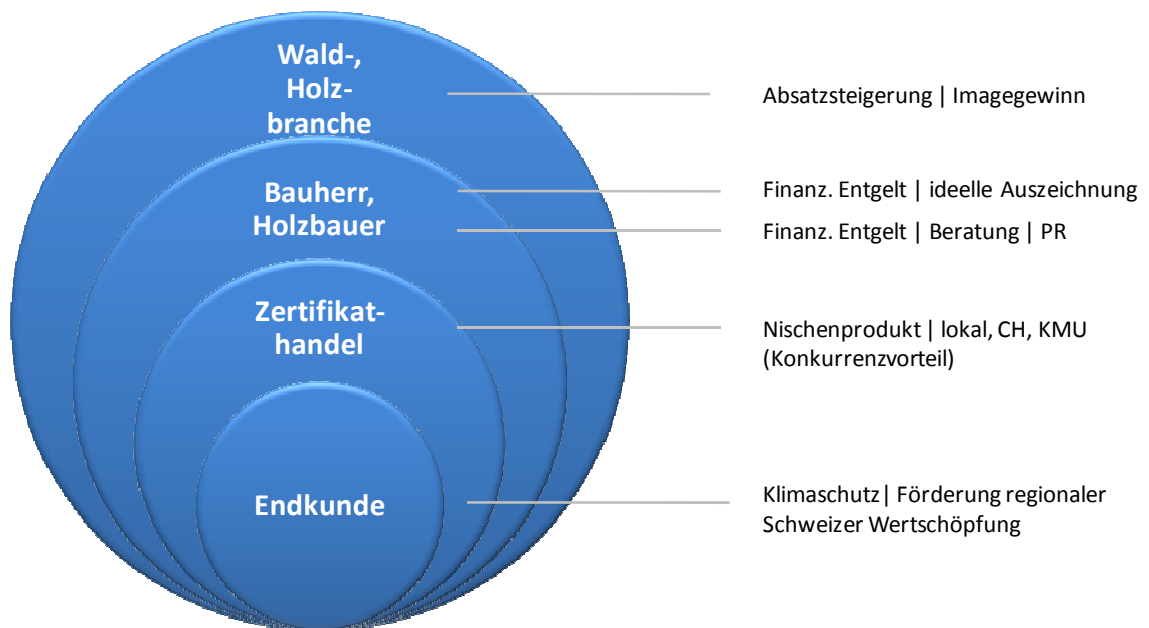 Wald-,
Holz-
branche
Absatzsteigerung | Imagegewinn
Bauherr,
Holzbauer
Finanz. Entgelt | ideelle Auszeichnung
Finanz. Entgelt | Beratung | PR
Zertifikat-
handel
Nischenprodukt | lokal, CH, KMU
(Konkurrenzvorteil)
Endkunde
Klimaschutz| Förderung regionaler
Schweizer Wertschöpfung